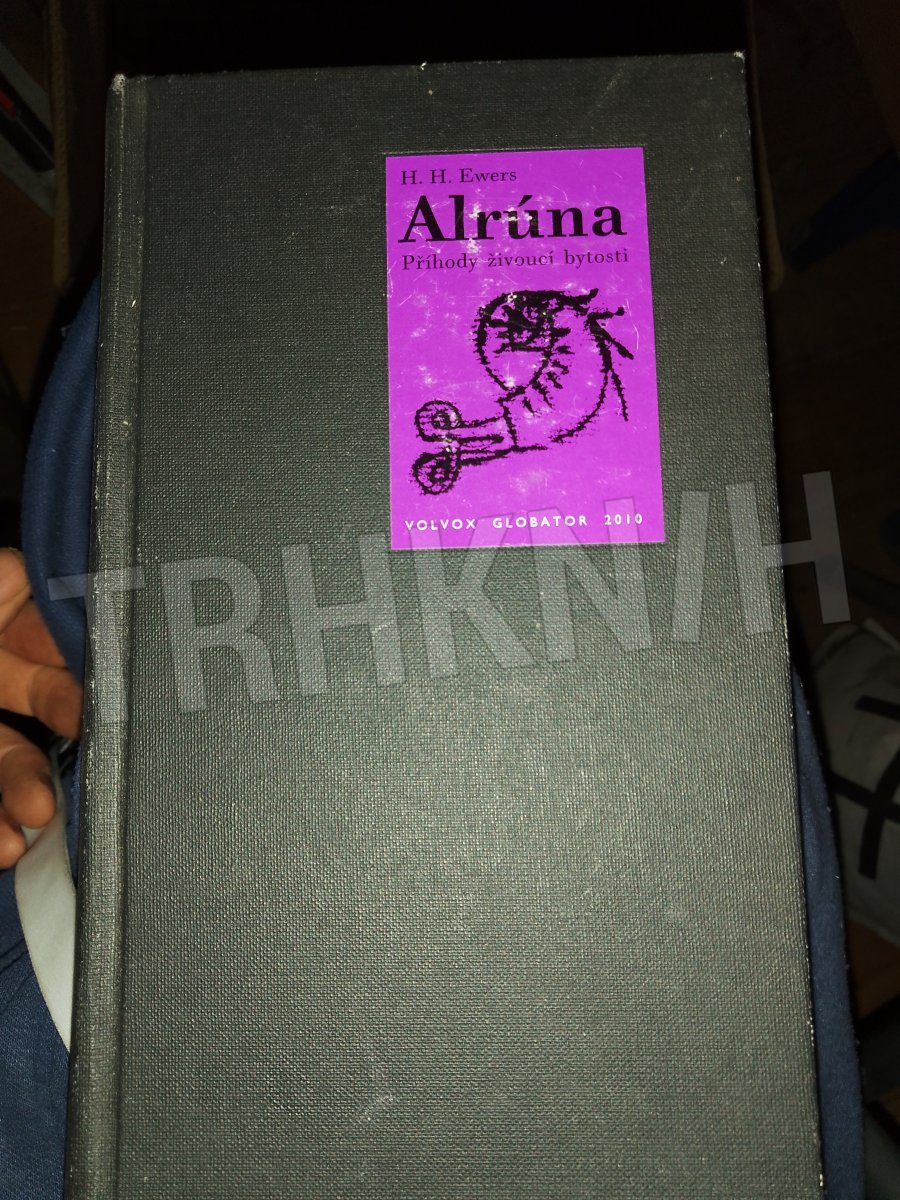 H. H. Ewers
Alrúna
Příhody živoucí bytosti
VOLVOX GLOBATOR 2010
TRHKNIH